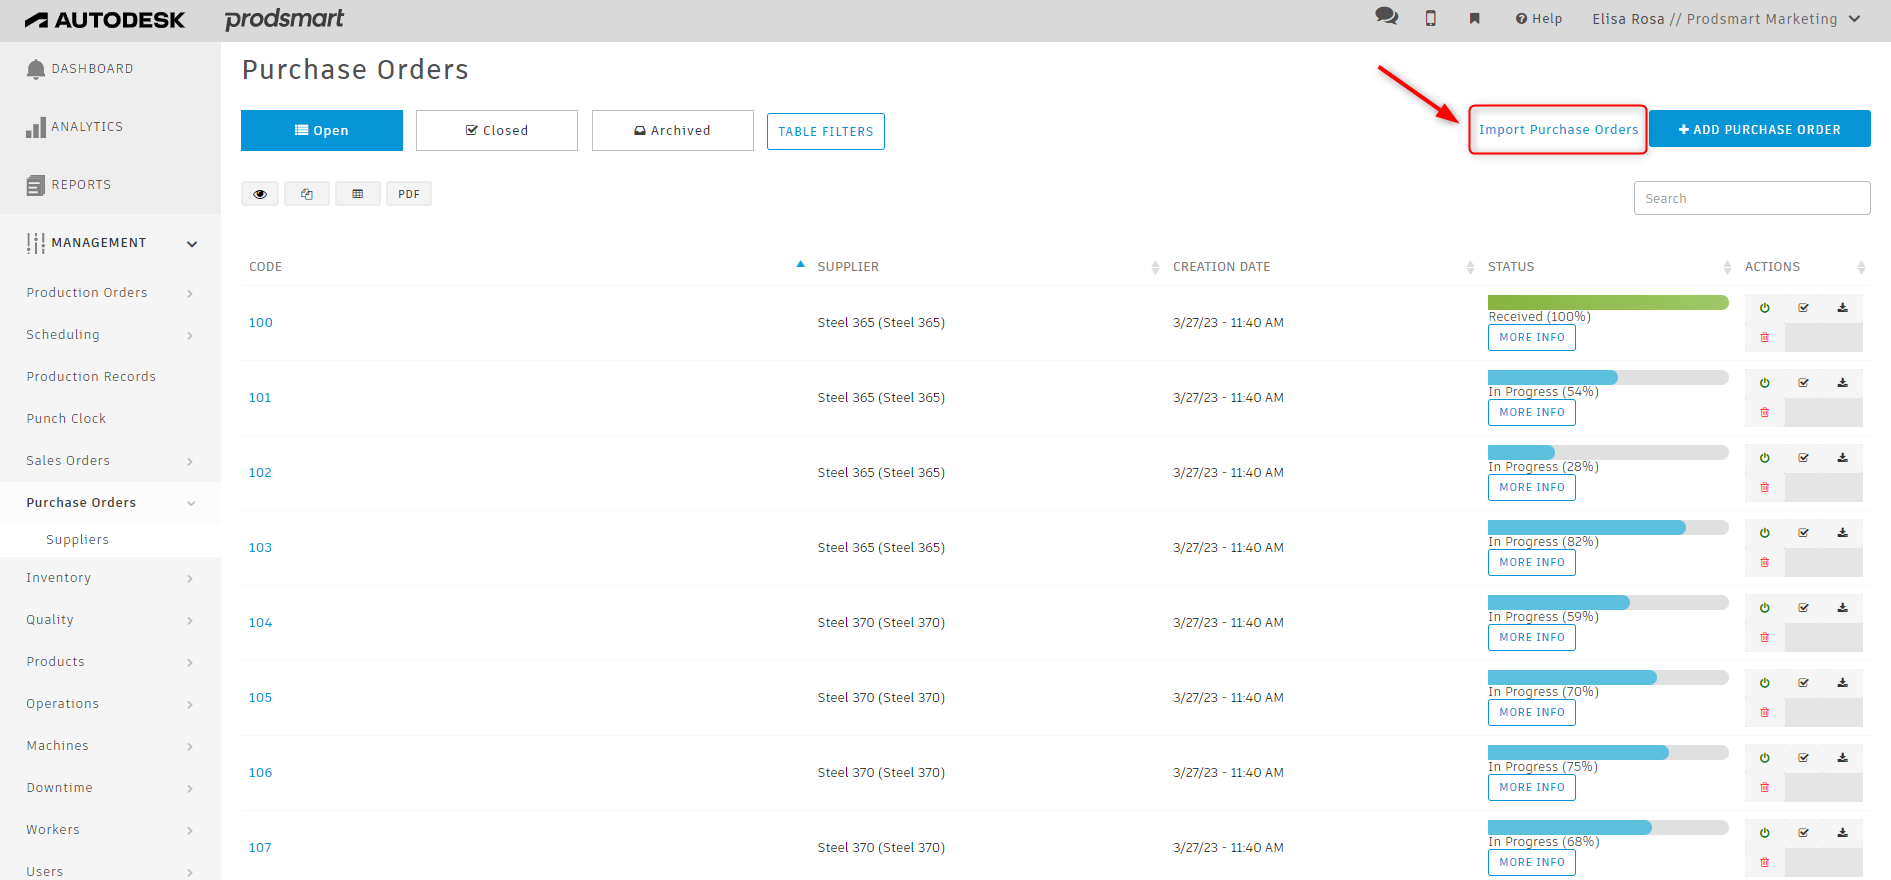 AUTODESK prodsmart Help Elisa Rosa // Prodsmart Marketing
DASHBOARD
ANALYTICS
REPORTS
MANAGEMENT
Production Orders
Scheduling
Production Records
Punch Clock
Sales Orders
Purchase Orders
Suppliers
Inventory
Quality
Products
Operations
Machines
Downtime
Workers
Users
Purchase Orders
Open Closed Archived TABLE FILTERS Import Purchase Orders ADD PURCHASE ORDER
PDF Search
CODE SUPPLIER CREATION DATE STATUS ACTIONS
100 Steel 365 (Steel 365) 3/27/23 - 11:40 AM Received (100%)
MORE INFO
101 Steel 365 (Steel 365) 3/27/23 - 11:40 AM In Progress (54%)
MORE INFO
102 Steel 365 (Steel 365) 3/27/23 - 11:40 AM In Progress (28%)
MORE INFO
103 Steel 365 (Steel 365) 3/27/23 - 11:40 AM In Progress (82%)
MORE INFO
104 Steel 370 (Steel 370) 3/27/23 - 11:40 AM In Progress (59%)
MORE INFO
105 Steel 370 (Steel 370) 3/27/23 - 11:40 AM In Progress (70%)
MORE INFO
106 Steel 370 (Steel 370) 3/27/23 - 11:40 AM In Progress (75%)
MORE INFO
107 Steel 370 (Steel 370) 3/27/23 - 11:40 AM In Progress (68%)
MORE INFO